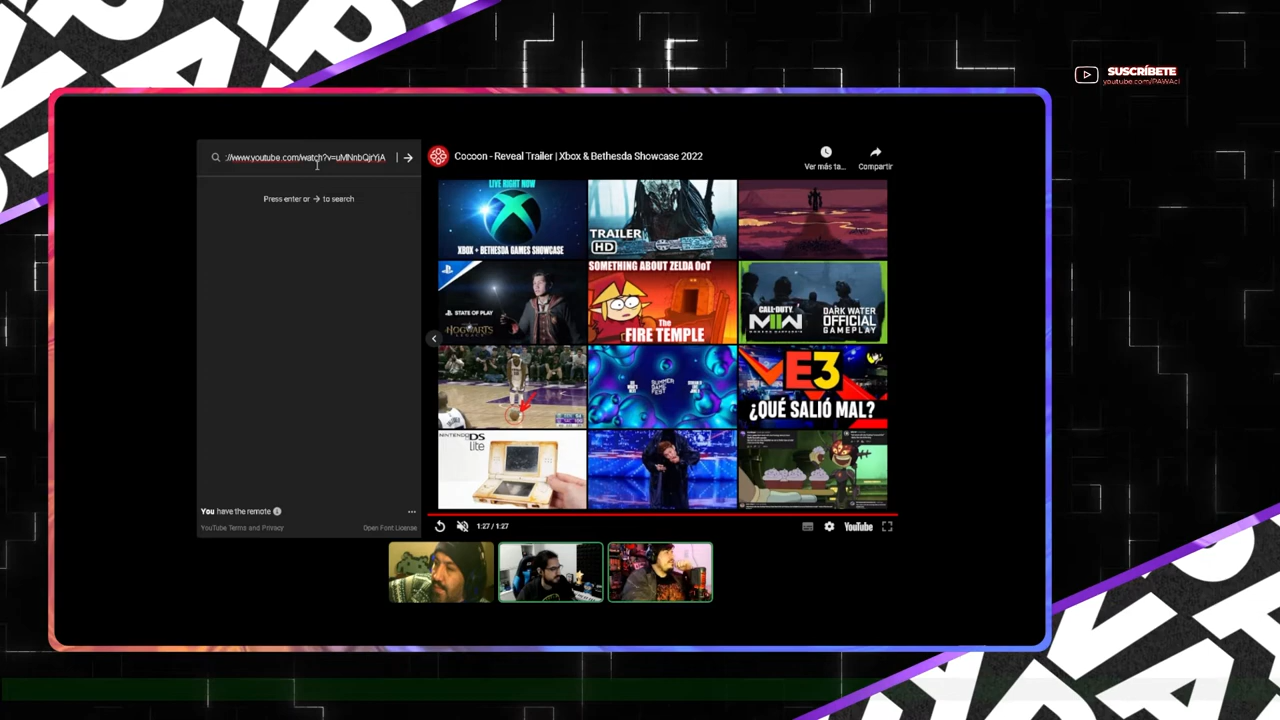 SUSCRÍBETE
youtube.com/PAWAcl
://www.youtube.com/watch?v=uMNnbQjrYjA
Press enter or → to search
Cocoon - Reveal Trailer | Xbox & Bethesda Showcase 2022
Ver más ta...
Compartir
LIVE RIGHT NOW
XBOX + BETHESDA GAMES SHOWCASE
TRAILER
HD
STATE OF PLAY
HOGWARTS
SOMETHING ABOUT ZELDA OoT
The
FIRE TEMPLE
CALL OF DUTY
MWII
MODERN WARFARE II
DARK WATER
OFFICIAL
GAMEPLAY
SUMMER
GAME
FEST
E3
¿QUÉ SALIÓ MAL?
NINTENDO DS
Lite
You have the remote
YouTube Terms and Privacy
Open Font License
1:27 / 1:27
YouTube